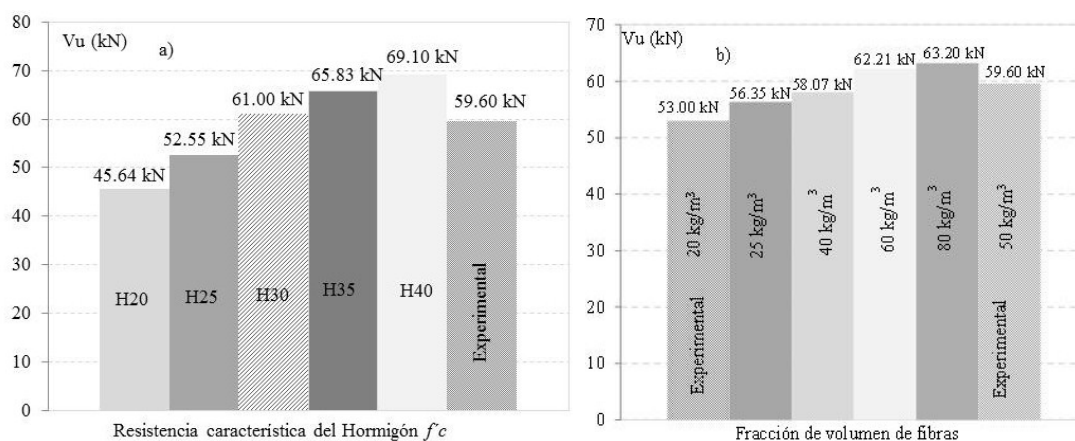 Vu (kN)
a)
80
70
60
50
40
30
20
10
0
45.64 kN
52.55 kN
61.00 kN
65.83 kN
69.10 kN
59.60 kN
H20
H25
H30
H35
H40
Experimental
Resistencia característica del Hormigón f´c
Vu (kN)
b)
70
60
50
40
30
20
10
0
53.00 kN
56.35 kN
58.07 kN
62.21 kN
63.20 kN
59.60 kN
Experimental 20 kg/m³
25 kg/m³
40 kg/m³
60 kg/m³
80 kg/m³
Experimental 50 kg/m³
Fracción de volumen de fibras